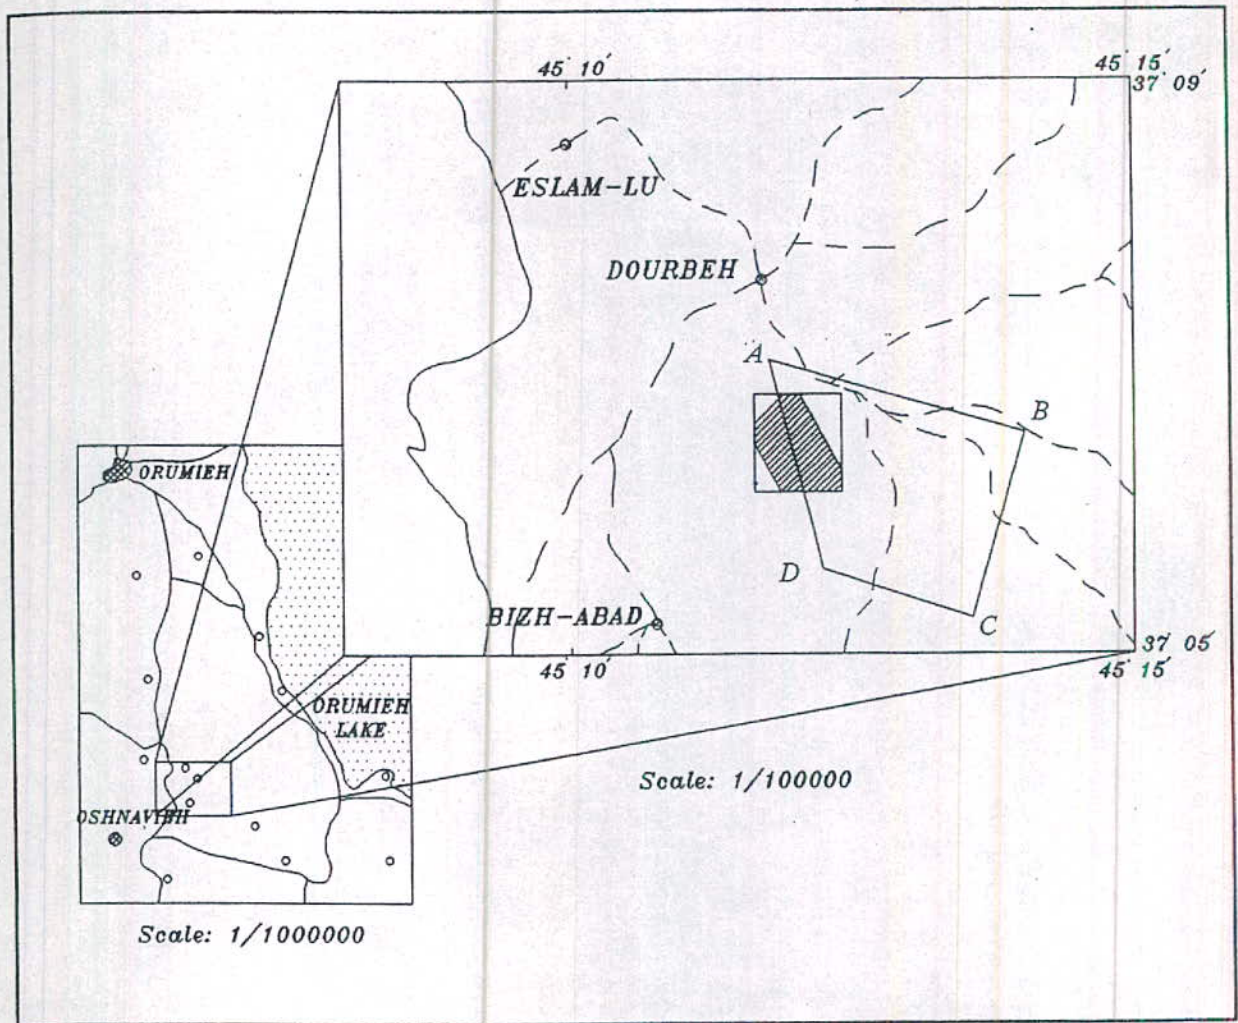 45° 10′
45° 15′
37° 09′
ESLAM-LU
DOURBEH
A
B
ORUMIEH
D
BIZH-ABAD
C
37° 05′
45° 10′
45° 15′
ORUMIEH
LAKE
Scale: 1/100000
OSHNAVIEH
Scale: 1/1000000